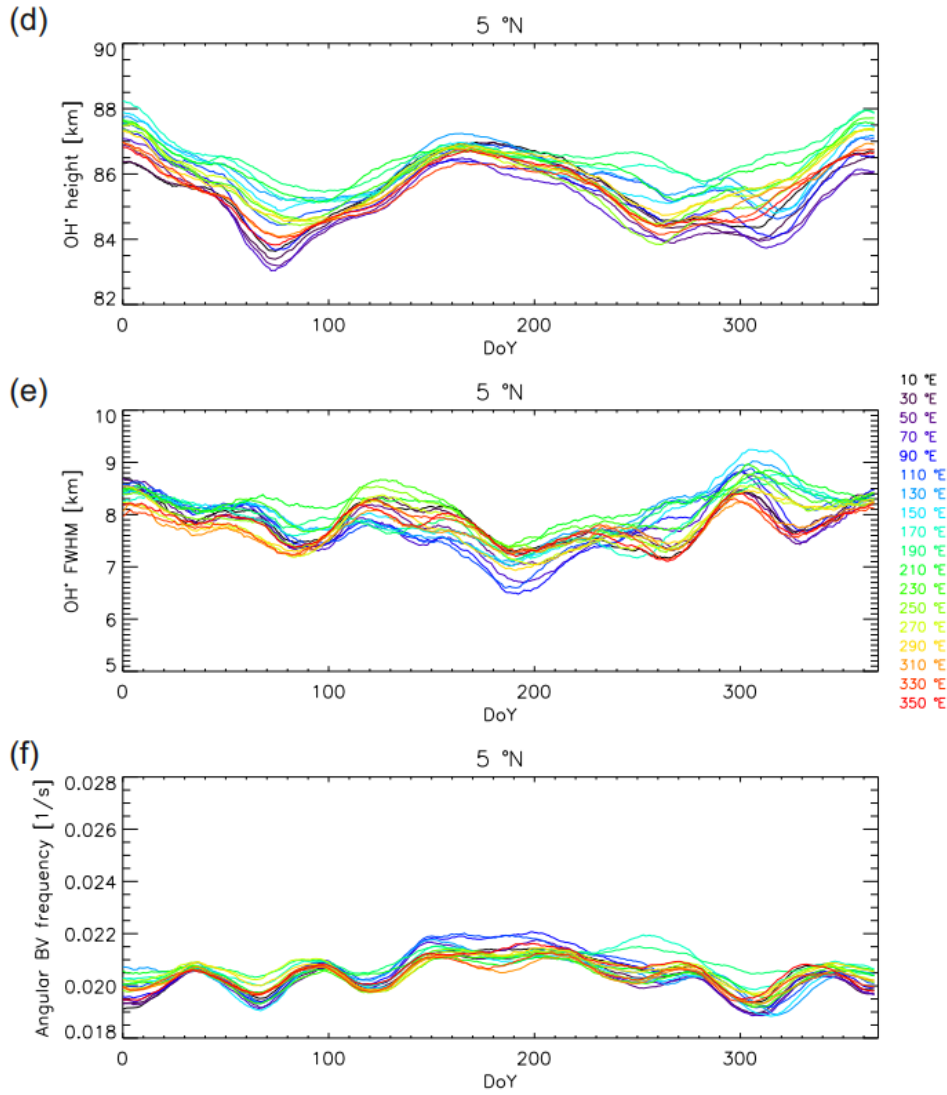 (d)
5 °N
90
88
86
84
82
OH* height [km]
0
100
200
300
DoY
(e)
5 °N
10
9
8
7
6
5
OH* FWHM [km]
0
100
200
300
DoY
10 °E
30 °E
50 °E
70 °E
90 °E
110 °E
130 °E
150 °E
170 °E
190 °E
210 °E
230 °E
250 °E
270 °E
290 °E
310 °E
330 °E
350 °E
(f)
5 °N
0.028
0.026
0.024
0.022
0.020
0.018
Angular BV frequency [1/s]
0
100
200
300
DoY